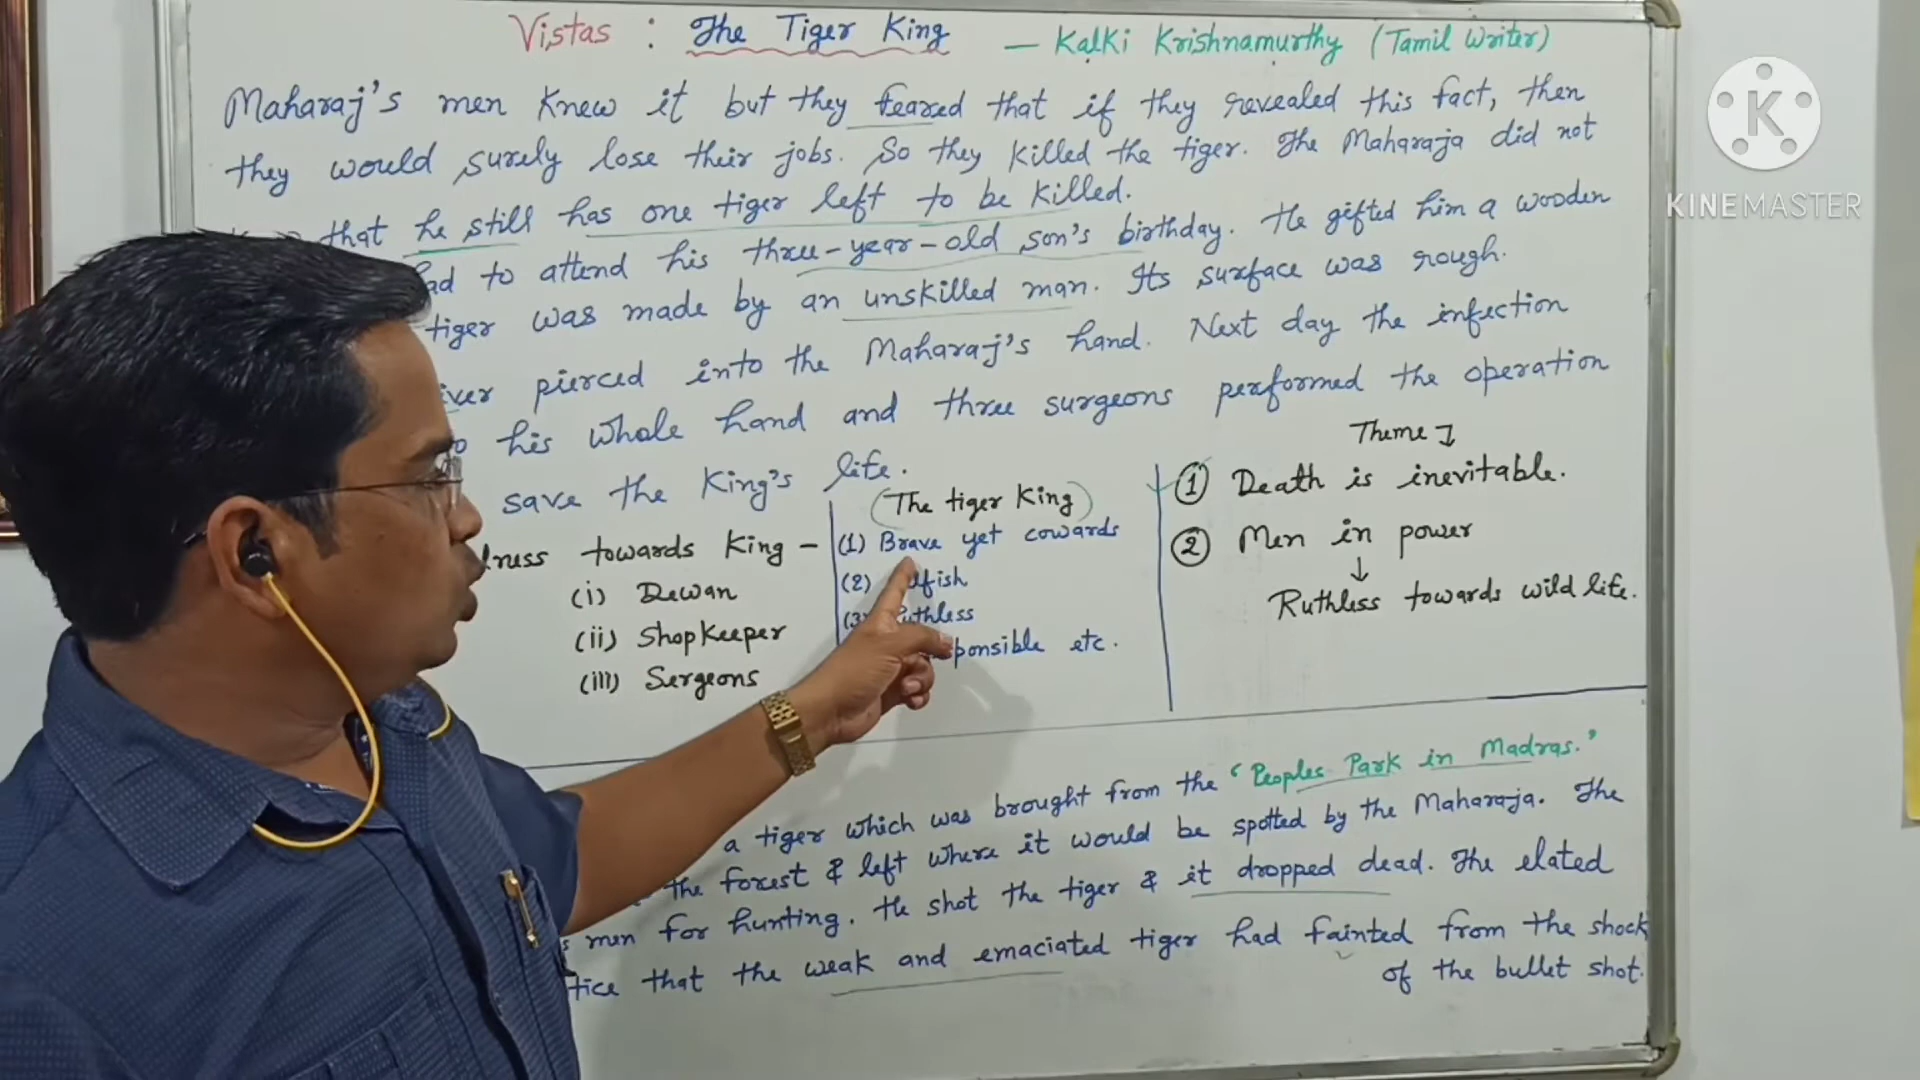 Vistas : The Tiger King — Kalki Krishnamurthy (Tamil Writer)
Maharaj's men knew it but they feared that if they revealed this fact, then
they would surely lose their jobs. So they killed the tiger. The Maharaja did not
that he still has one tiger left to be killed.
to attend his three-year-old son's birthday. He gifted him a wooden
tiger was made by an unskilled man. Its surface was rough.
pierced into the Maharaj's hand. Next day the infection
his whole hand and three surgeons performed the operation
save the King's life.
towards King –
(i) Dewan
(ii) Shopkeeper
(iii) Sergeons
(The tiger King)
(1) Brave yet cowards
(2)
(3)
etc.
Theme
① Death is inevitable.
② Men in power
↓
Ruthless towards wild life.
a tiger which was brought from the 'Peoples Park in Madras.'
the forest & left where it would be spotted by the Maharaja. The
men for hunting. He shot the tiger & it dropped dead. The elated
that the weak and emaciated tiger had fainted from the shock
of the bullet shot.
K
KINEMASTER